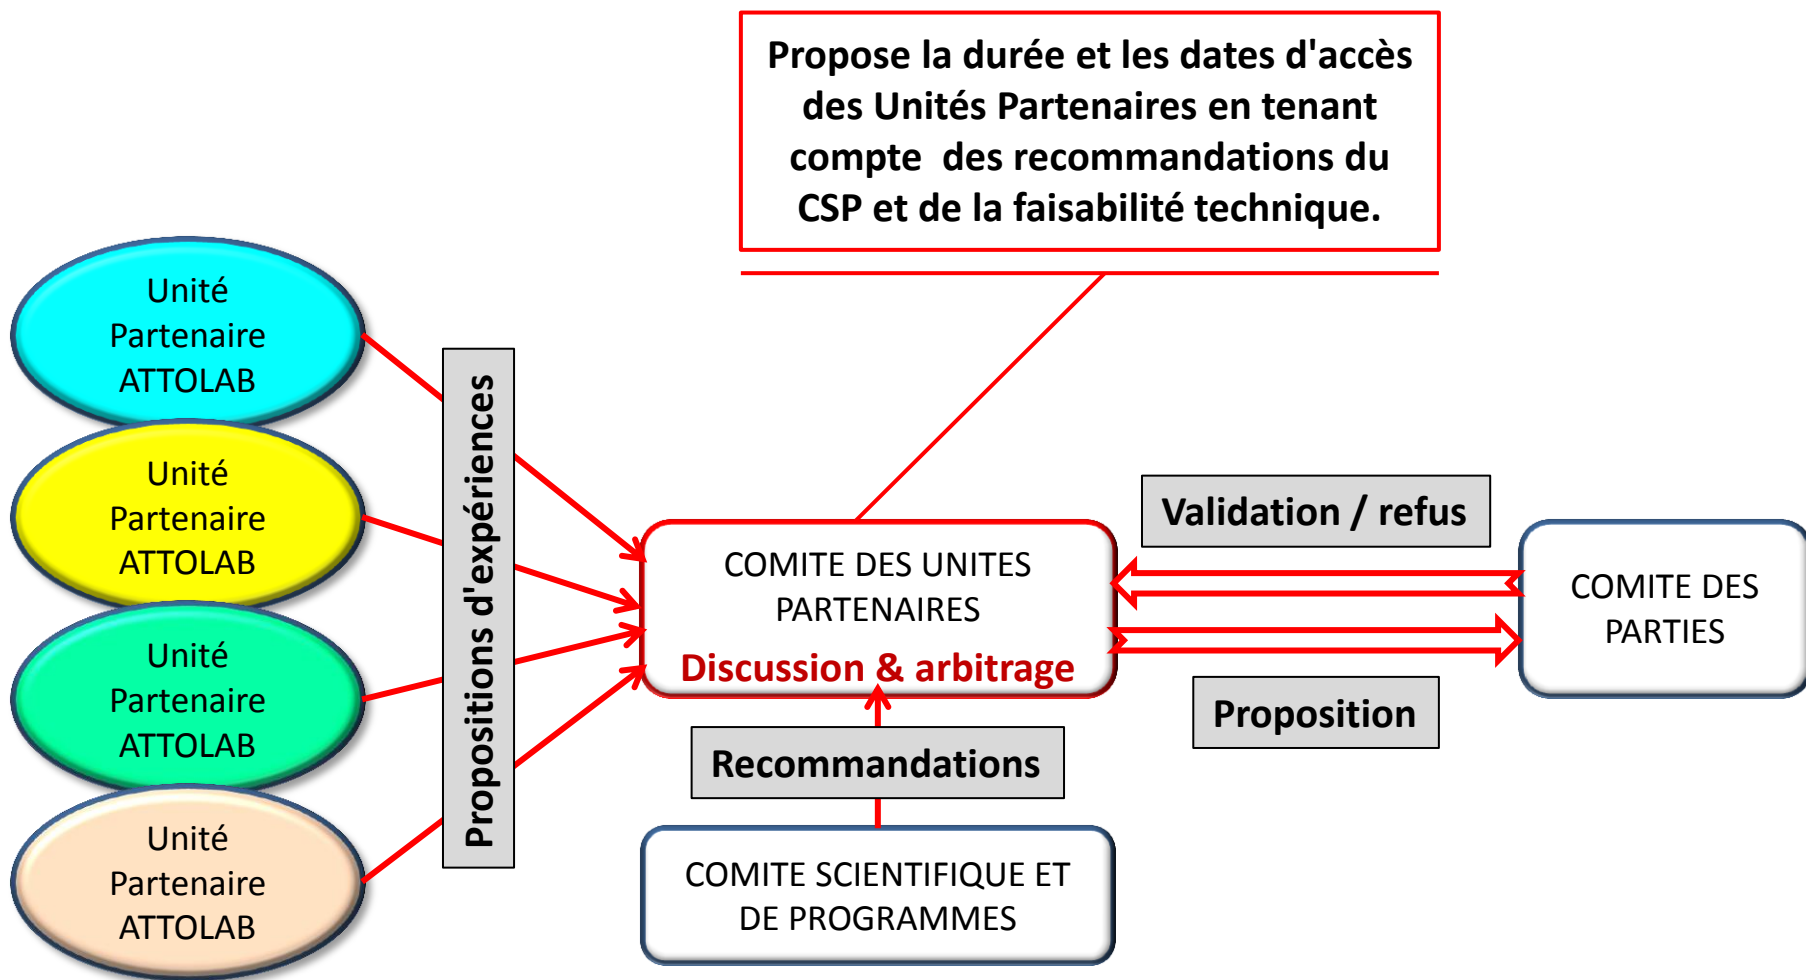 Propose la durée et les dates d'accès
des Unités Partenaires en tenant
compte  des recommandations du
CSP et de la faisabilité technique.
Unité
Partenaire
ATTOLAB
Unité
Partenaire
ATTOLAB
Unité
Partenaire
ATTOLAB
Unité
Partenaire
ATTOLAB
Propositions d'expériences
COMITE DES UNITES
PARTENAIRES
Discussion & arbitrage
Validation / refus
Proposition
COMITE DES
PARTIES
Recommandations
COMITE SCIENTIFIQUE ET
DE PROGRAMMES